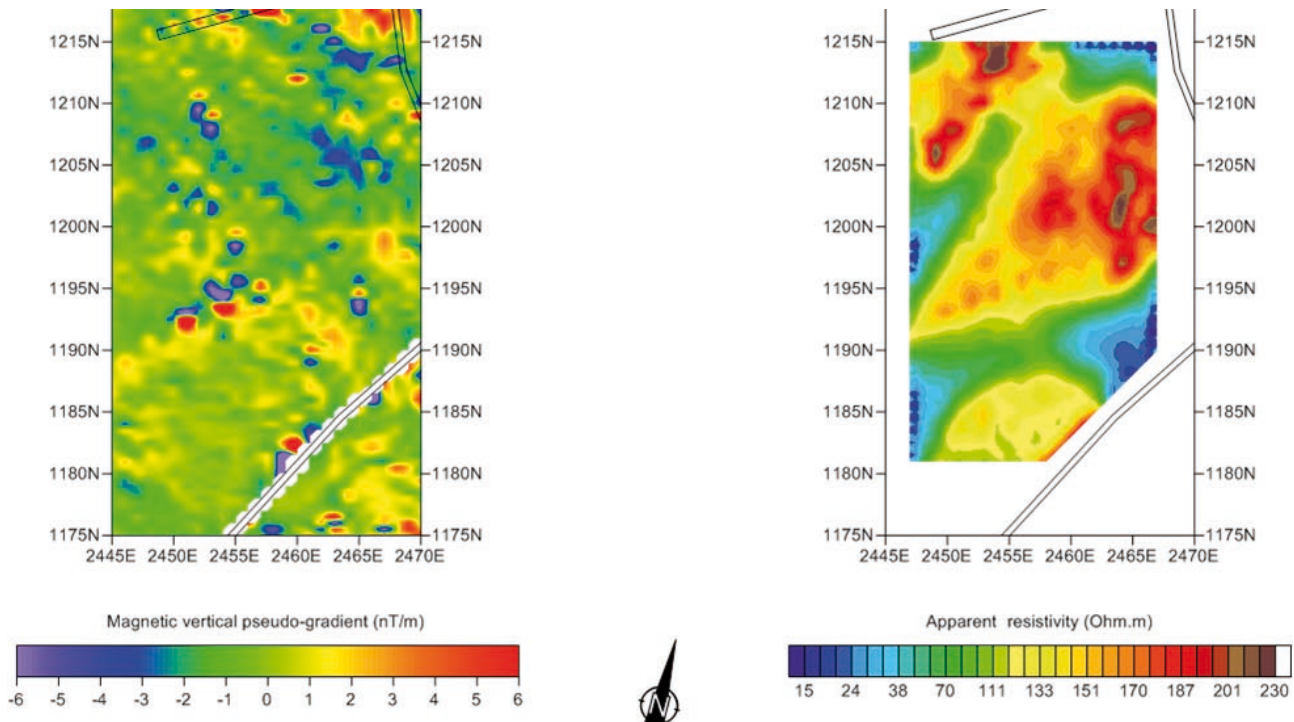 1215N 1215N 1215N 1215N
1210N 1210N 1210N 1210N
1205N 1205N 1205N 1205N
1200N 1200N 1200N 1200N
1195N 1195N 1195N 1195N
1190N 1190N 1190N 1190N
1185N 1185N 1185N 1185N
1180N 1180N 1180N 1180N
1175N 1175N 1175N 1175N
2445E 2450E 2455E 2460E 2465E 2470E 2445E 2450E 2455E 2460E 2465E 2470E
Magnetic vertical pseudo-gradient (nT/m)
-6 -5 -4 -3 -2 -1 0 1 2 3 4 5 6
N
Apparent resistivity (Ohm.m)
15 24 38 70 111 133 151 170 187 201 230